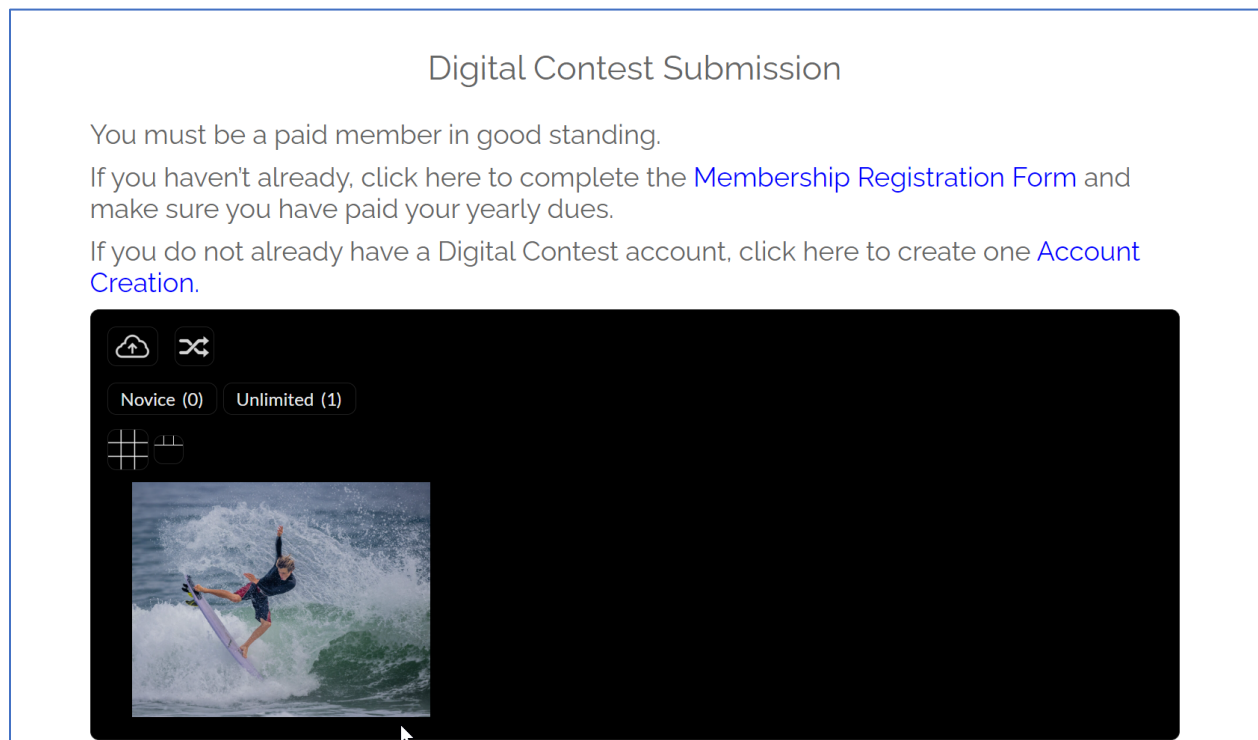 Digital Contest Submission
You must be a paid member in good standing.
If you haven't already, click here to complete the Membership Registration Form and
make sure you have paid your yearly dues.
If you do not already have a Digital Contest account, click here to create one Account
Creation.
Novice (0) Unlimited (1)